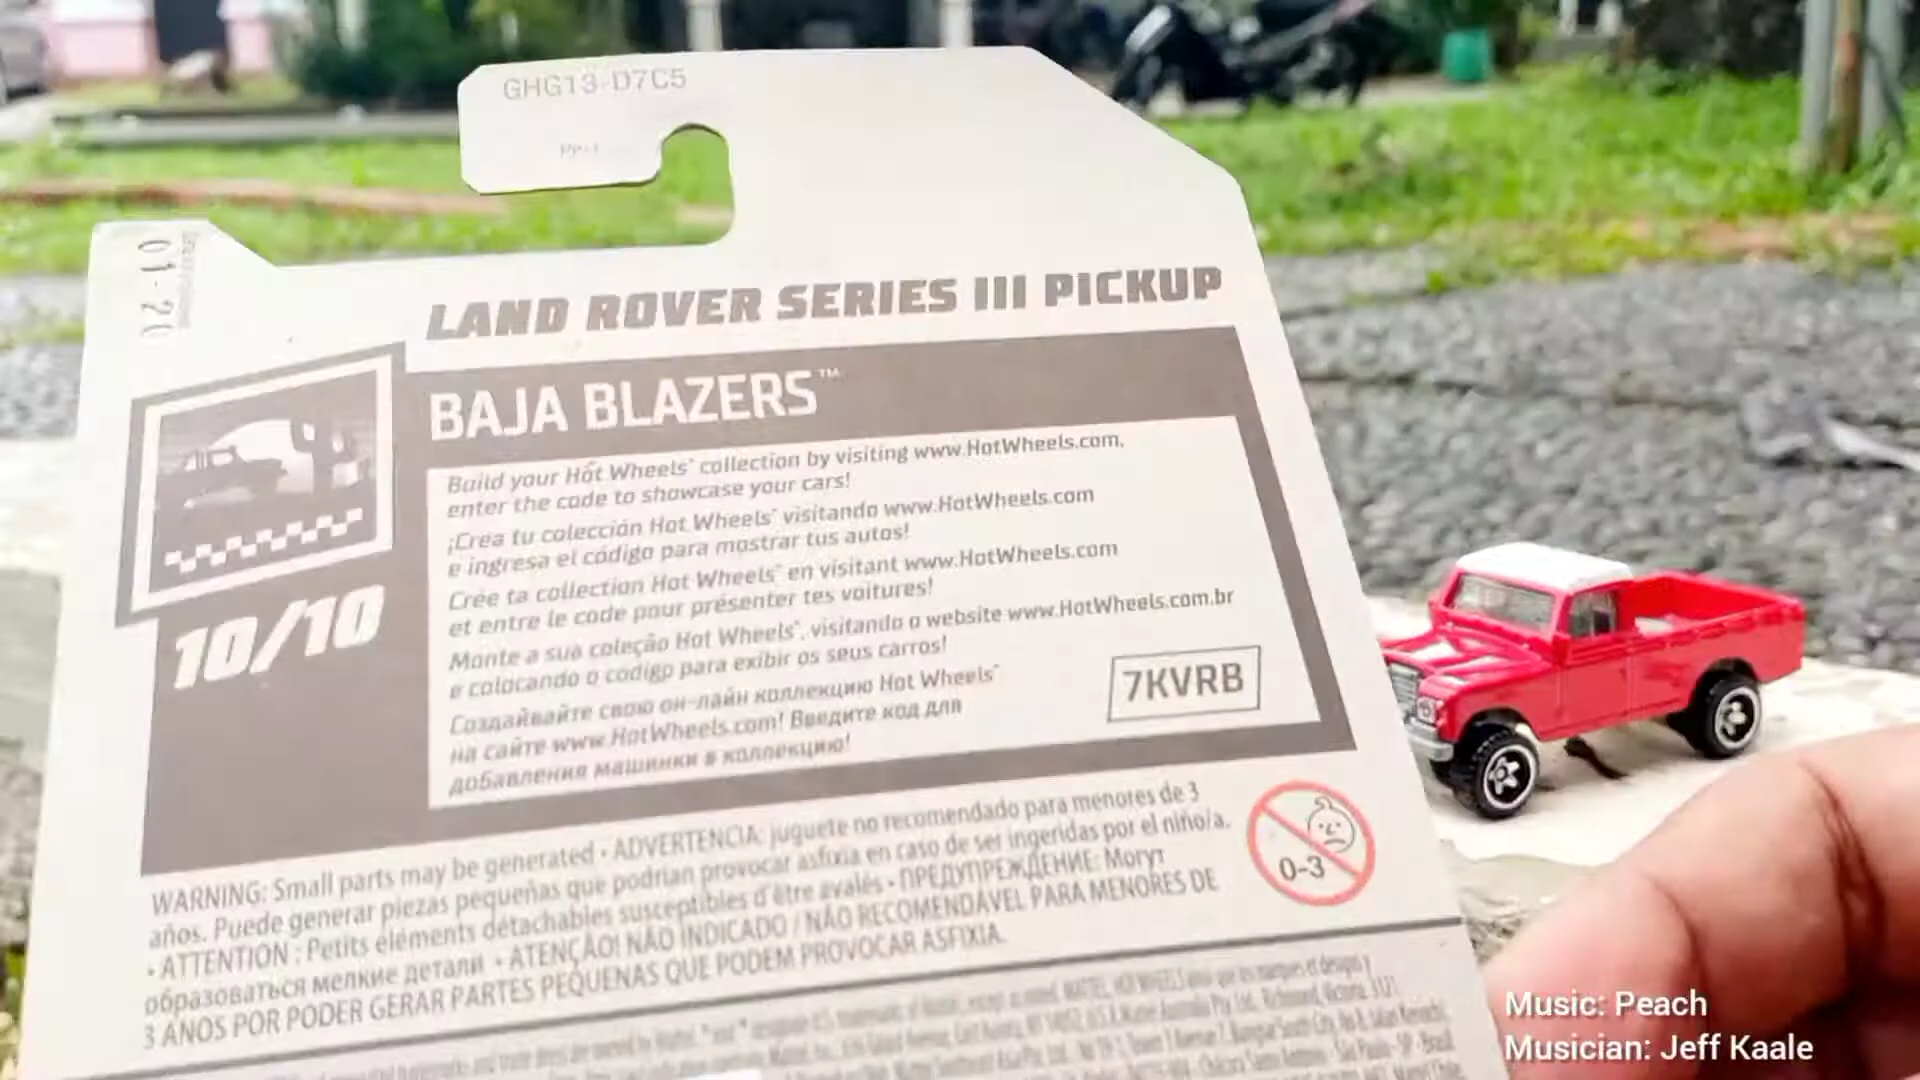 GHG13-D7C5
LAND ROVER SERIES III PICKUP
BAJA BLAZERS™
Build your Hot Wheels® collection by visiting www.HotWheels.com,
enter the code to showcase your cars!
¡Crea tu colección Hot Wheels® visitando www.HotWheels.com
e ingresa el código para mostrar tus autos!
Crée ta collection Hot Wheels® en visitant www.HotWheels.com
et entre le code pour présenter tes voitures!
Monte a sua coleção Hot Wheels®, visitando o website www.HotWheels.com.br
e colocando o código para exibir os seus carros!
Создайвайте свою он-лайн коллекцию Hot Wheels®
на сайте www.HotWheels.com! Введите код для
добавления машинки в коллекцию!
7KVRB
10/10
WARNING: Small parts may be generated • ADVERTENCIA: juguete no recomendado para menores de 3
años. Puede generar piezas pequeñas que podrían provocar asfixia en caso de ser ingeridas por el niño/a.
• ATTENTION : Petits éléments détachables susceptibles d'être avalés • ПРЕДУПРЕЖДЕНИЕ: Могут
образоваться мелкие детали • ATENÇÃO! NÃO INDICADO / NÃO RECOMENDÁVEL PARA MENORES DE
3 ANOS POR PODER GERAR PARTES PEQUENAS QUE PODEM PROVOCAR ASFIXIA.
0-3
Music: Peach
Musician: Jeff Kaale